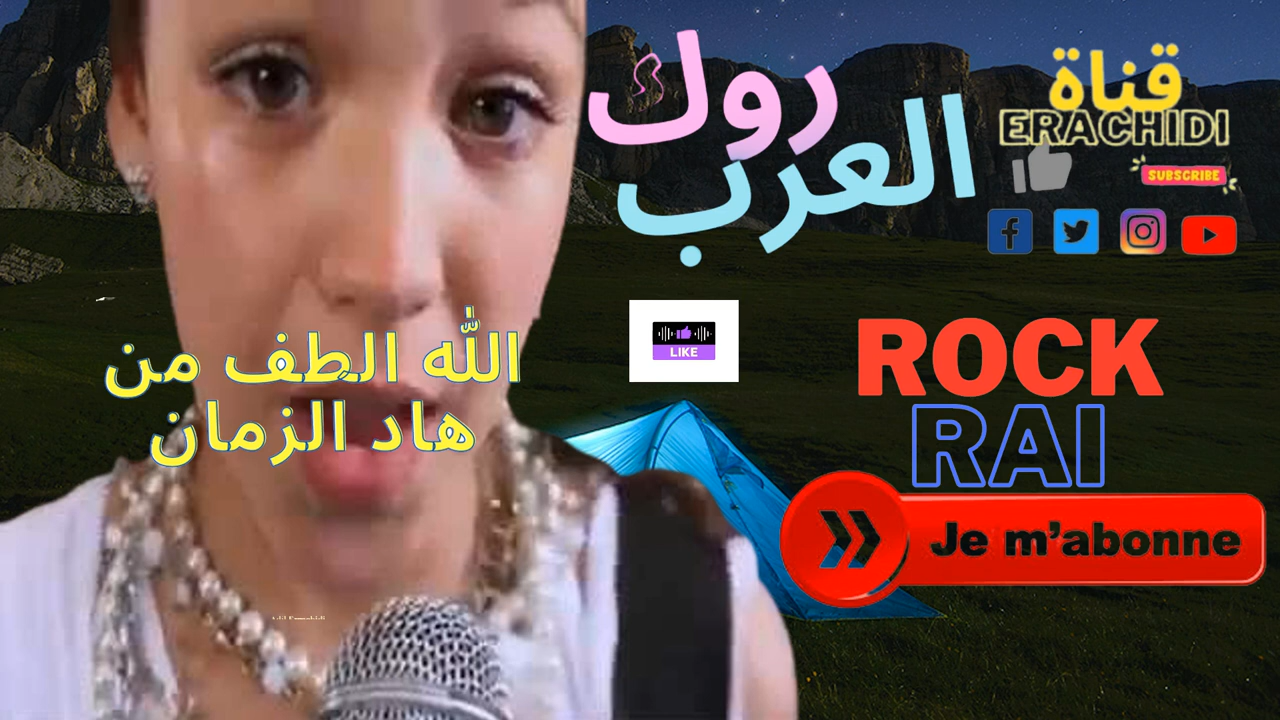 روك
العرب
قناة
ERACHIDI
SUBSCRIBE
LIKE
الله الطف من
هاد الزمان
ROCK
RAI
Je m'abonne